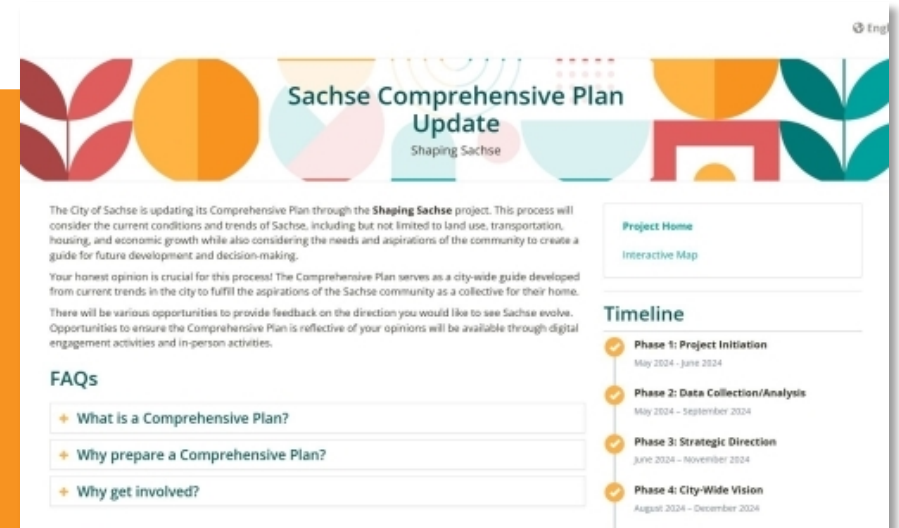 Engl
Sachse Comprehensive Plan
Update
Shaping Sachse
The City of Sachse is updating its Comprehensive Plan through the Shaping Sachse project. This process will
consider the current conditions and trends of Sachse, including but not limited to land use, transportation,
housing, and economic growth while also considering the needs and aspirations of the community to create a
guide for future development and decision-making.
Your honest opinion is crucial for this process! The Comprehensive Plan serves as a city-wide guide developed
from current trends in the city to fulfill the aspirations of the Sachse community as a collective for their home.
There will be various opportunities to provide feedback on the direction you would like to see Sachse evolve.
Opportunities to ensure the Comprehensive Plan is reflective of your opinions will be available through digital
engagement activities and in-person activities.
FAQs
+ What is a Comprehensive Plan?
+ Why prepare a Comprehensive Plan?
+ Why get involved?
Project Home
Interactive Map
Timeline
Phase 1: Project Initiation
May 2024 - June 2024
Phase 2: Data Collection/Analysis
May 2024 – September 2024
Phase 3: Strategic Direction
June 2024 – November 2024
Phase 4: City-Wide Vision
August 2024 – December 2024